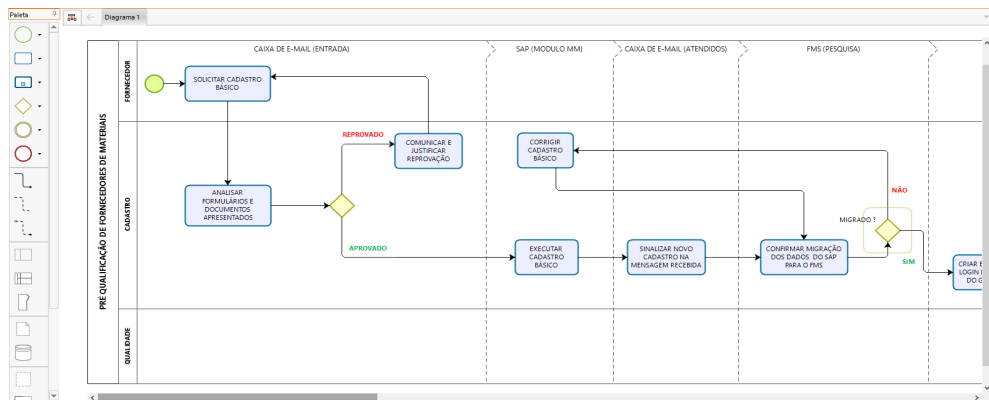 Paleta
Diagrama 1
CAIXA DE E-MAIL (ENTRADA)
SAP (MODULO MM)
CAIXA DE E-MAIL (ATENDIDOS)
FMS (PESQUISA)
PRÉ QUALIFICAÇÃO DE FORNECEDORES DE MATERIAIS
FORNECEDOR
SOLICITAR CADASTRO
BÁSICO
CADASTRO
REPROVADO
COMUNICAR E
JUSTIFICAR
REPROVAÇÃO
CORRIGIR
CADASTRO
BÁSICO
ANALISAR
FORMULÁRIOS E
DOCUMENTOS
APRESENTADOS
NÃO
MIGRADO ?
APROVADO
EXECUTAR
CADASTRO
BÁSICO
SINALIZAR NOVO
CADASTRO NA
MENSAGEM RECEBIDA
CONFIRMAR MIGRAÇÃO
DOS DADOS DO SAP
PARA O FMS
SIM
CRIAR
LOGIN
DO
QUALIDADE